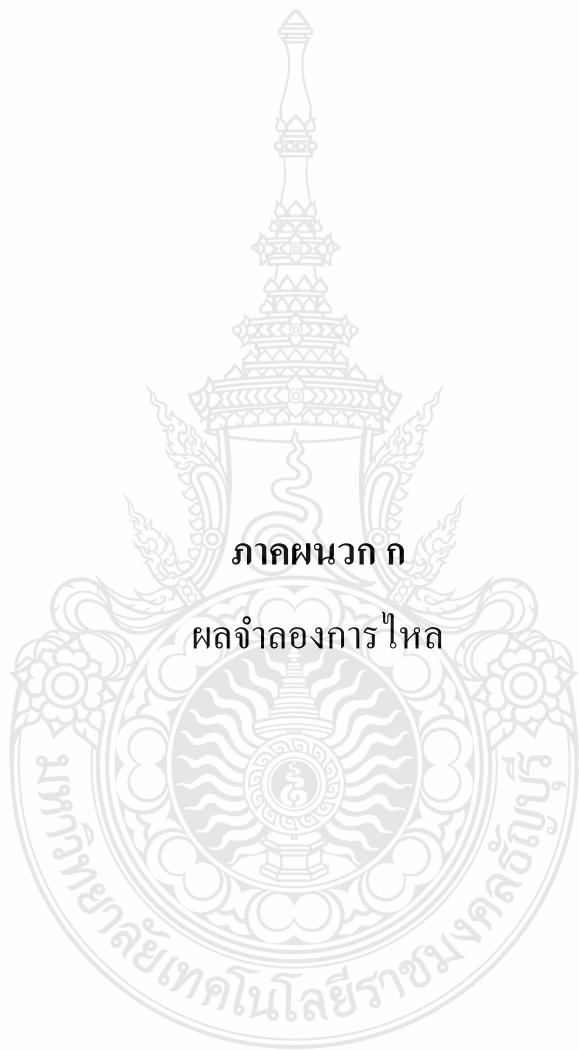 ภาคผนวก ก
ผลจำลองการไหล
มหาวิทยาลัยเทคโนโลยีราชมงคลธัญบุรี